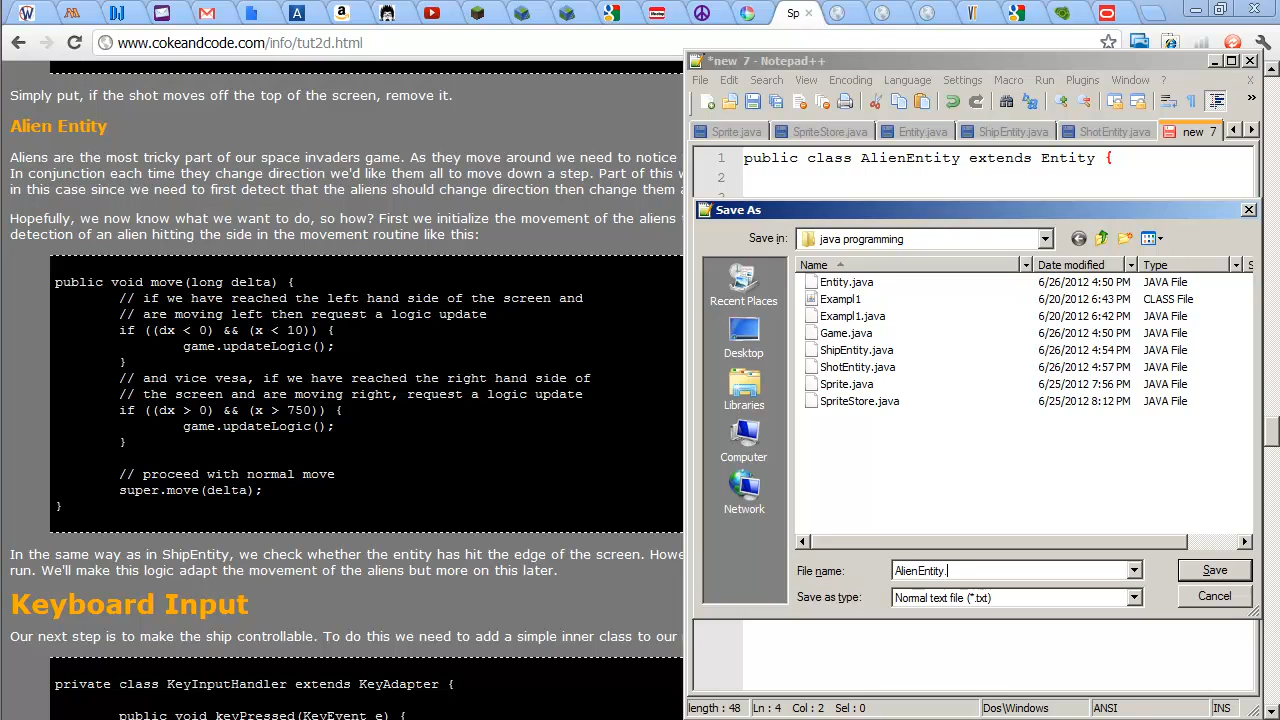 Sp
www.cokeandcode.com/info/tut2d.html
Simply put, if the shot moves off the top of the screen, remove it.
Alien Entity
Aliens are the most tricky part of our space invaders game. As they move around we need to notice
In conjunction each time they change direction we'd like them all to move down a step. Part of this
in this case since we need to first detect that the aliens should change direction then change them
Hopefully, we now know what we want to do, so how? First we initialize the movement of the aliens
detection of an alien hitting the side in the movement routine like this:
public void move(long delta) {
// if we have reached the left hand side of the screen and
// are moving left then request a logic update
if ((dx < 0) && (x < 10)) {
game.updateLogic();
}
// and vice vesa, if we have reached the right hand side of
// the screen and are moving right, request a logic update
if ((dx > 0) && (x > 750)) {
game.updateLogic();
}
// proceed with normal move
super.move(delta);
}
In the same way as in ShipEntity, we check whether the entity has hit the edge of the screen. Howe
run. We'll make this logic adapt the movement of the aliens but more on this later.
Keyboard Input
Our next step is to make the ship controllable. To do this we need to add a simple inner class to our
private class KeyInputHandler extends KeyAdapter {
public void keyPressed(KeyEvent e) {
*new 7 - Notepad++
File Edit Search View Encoding Language Settings Macro Run Plugins Window ?
Sprite.java SpriteStore.java Entity.java ShipEntity.java ShotEntity.java new 7
1 public class AlienEntity extends Entity {
2
Save As
Save in: java programming
Name Date modified Type S
Entity.java 6/26/2012 4:50 PM JAVA File
Exampl1 6/20/2012 6:43 PM CLASS File
Exampl1.java 6/20/2012 6:42 PM JAVA File
Game.java 6/26/2012 4:50 PM JAVA File
ShipEntity.java 6/26/2012 4:54 PM JAVA File
ShotEntity.java 6/26/2012 4:57 PM JAVA File
Sprite.java 6/25/2012 7:56 PM JAVA File
SpriteStore.java 6/25/2012 8:12 PM JAVA File
Recent Places
Desktop
Libraries
Computer
Network
File name: AlienEntity. Save
Save as type: Normal text file (*.txt) Cancel
length : 48 Ln : 4 Col : 2 Sel : 0 Dos\Windows ANSI INS